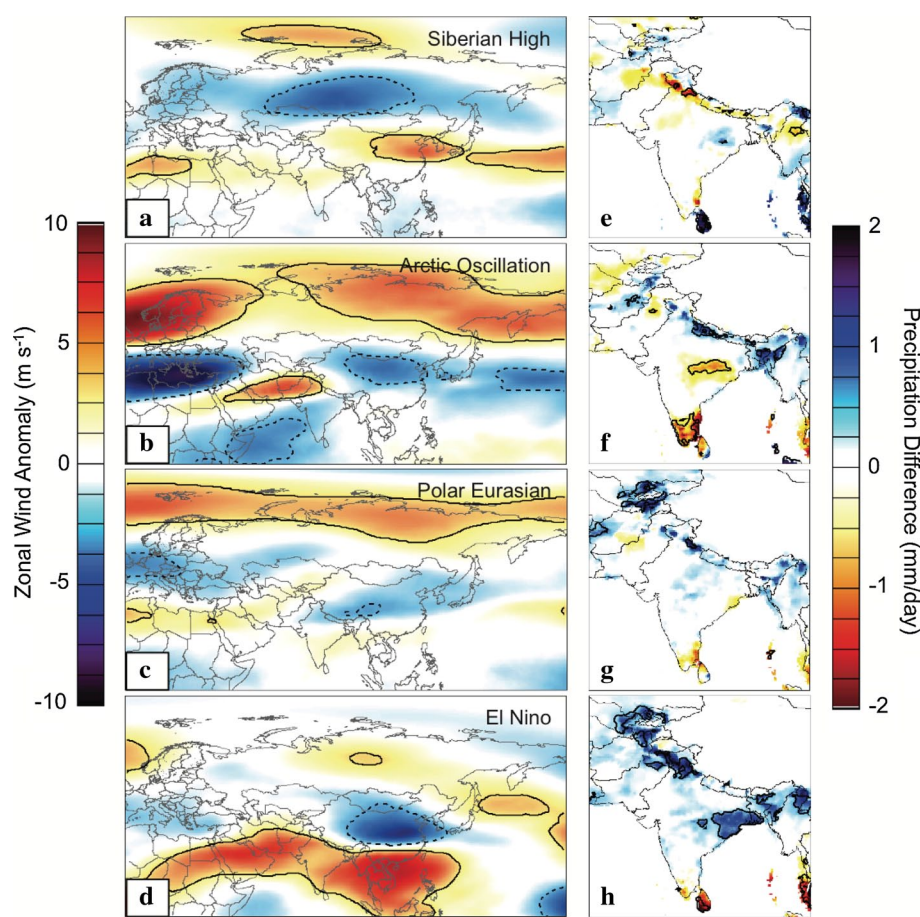 Siberian High
a
e
Arctic Oscillation
b
f
Polar Eurasian
c
g
El Nino
d
h
Zonal Wind Anomaly (m s⁻¹)
10
5
0
-5
-10
Precipitation Difference (mm/day)
2
1
0
-1
-2